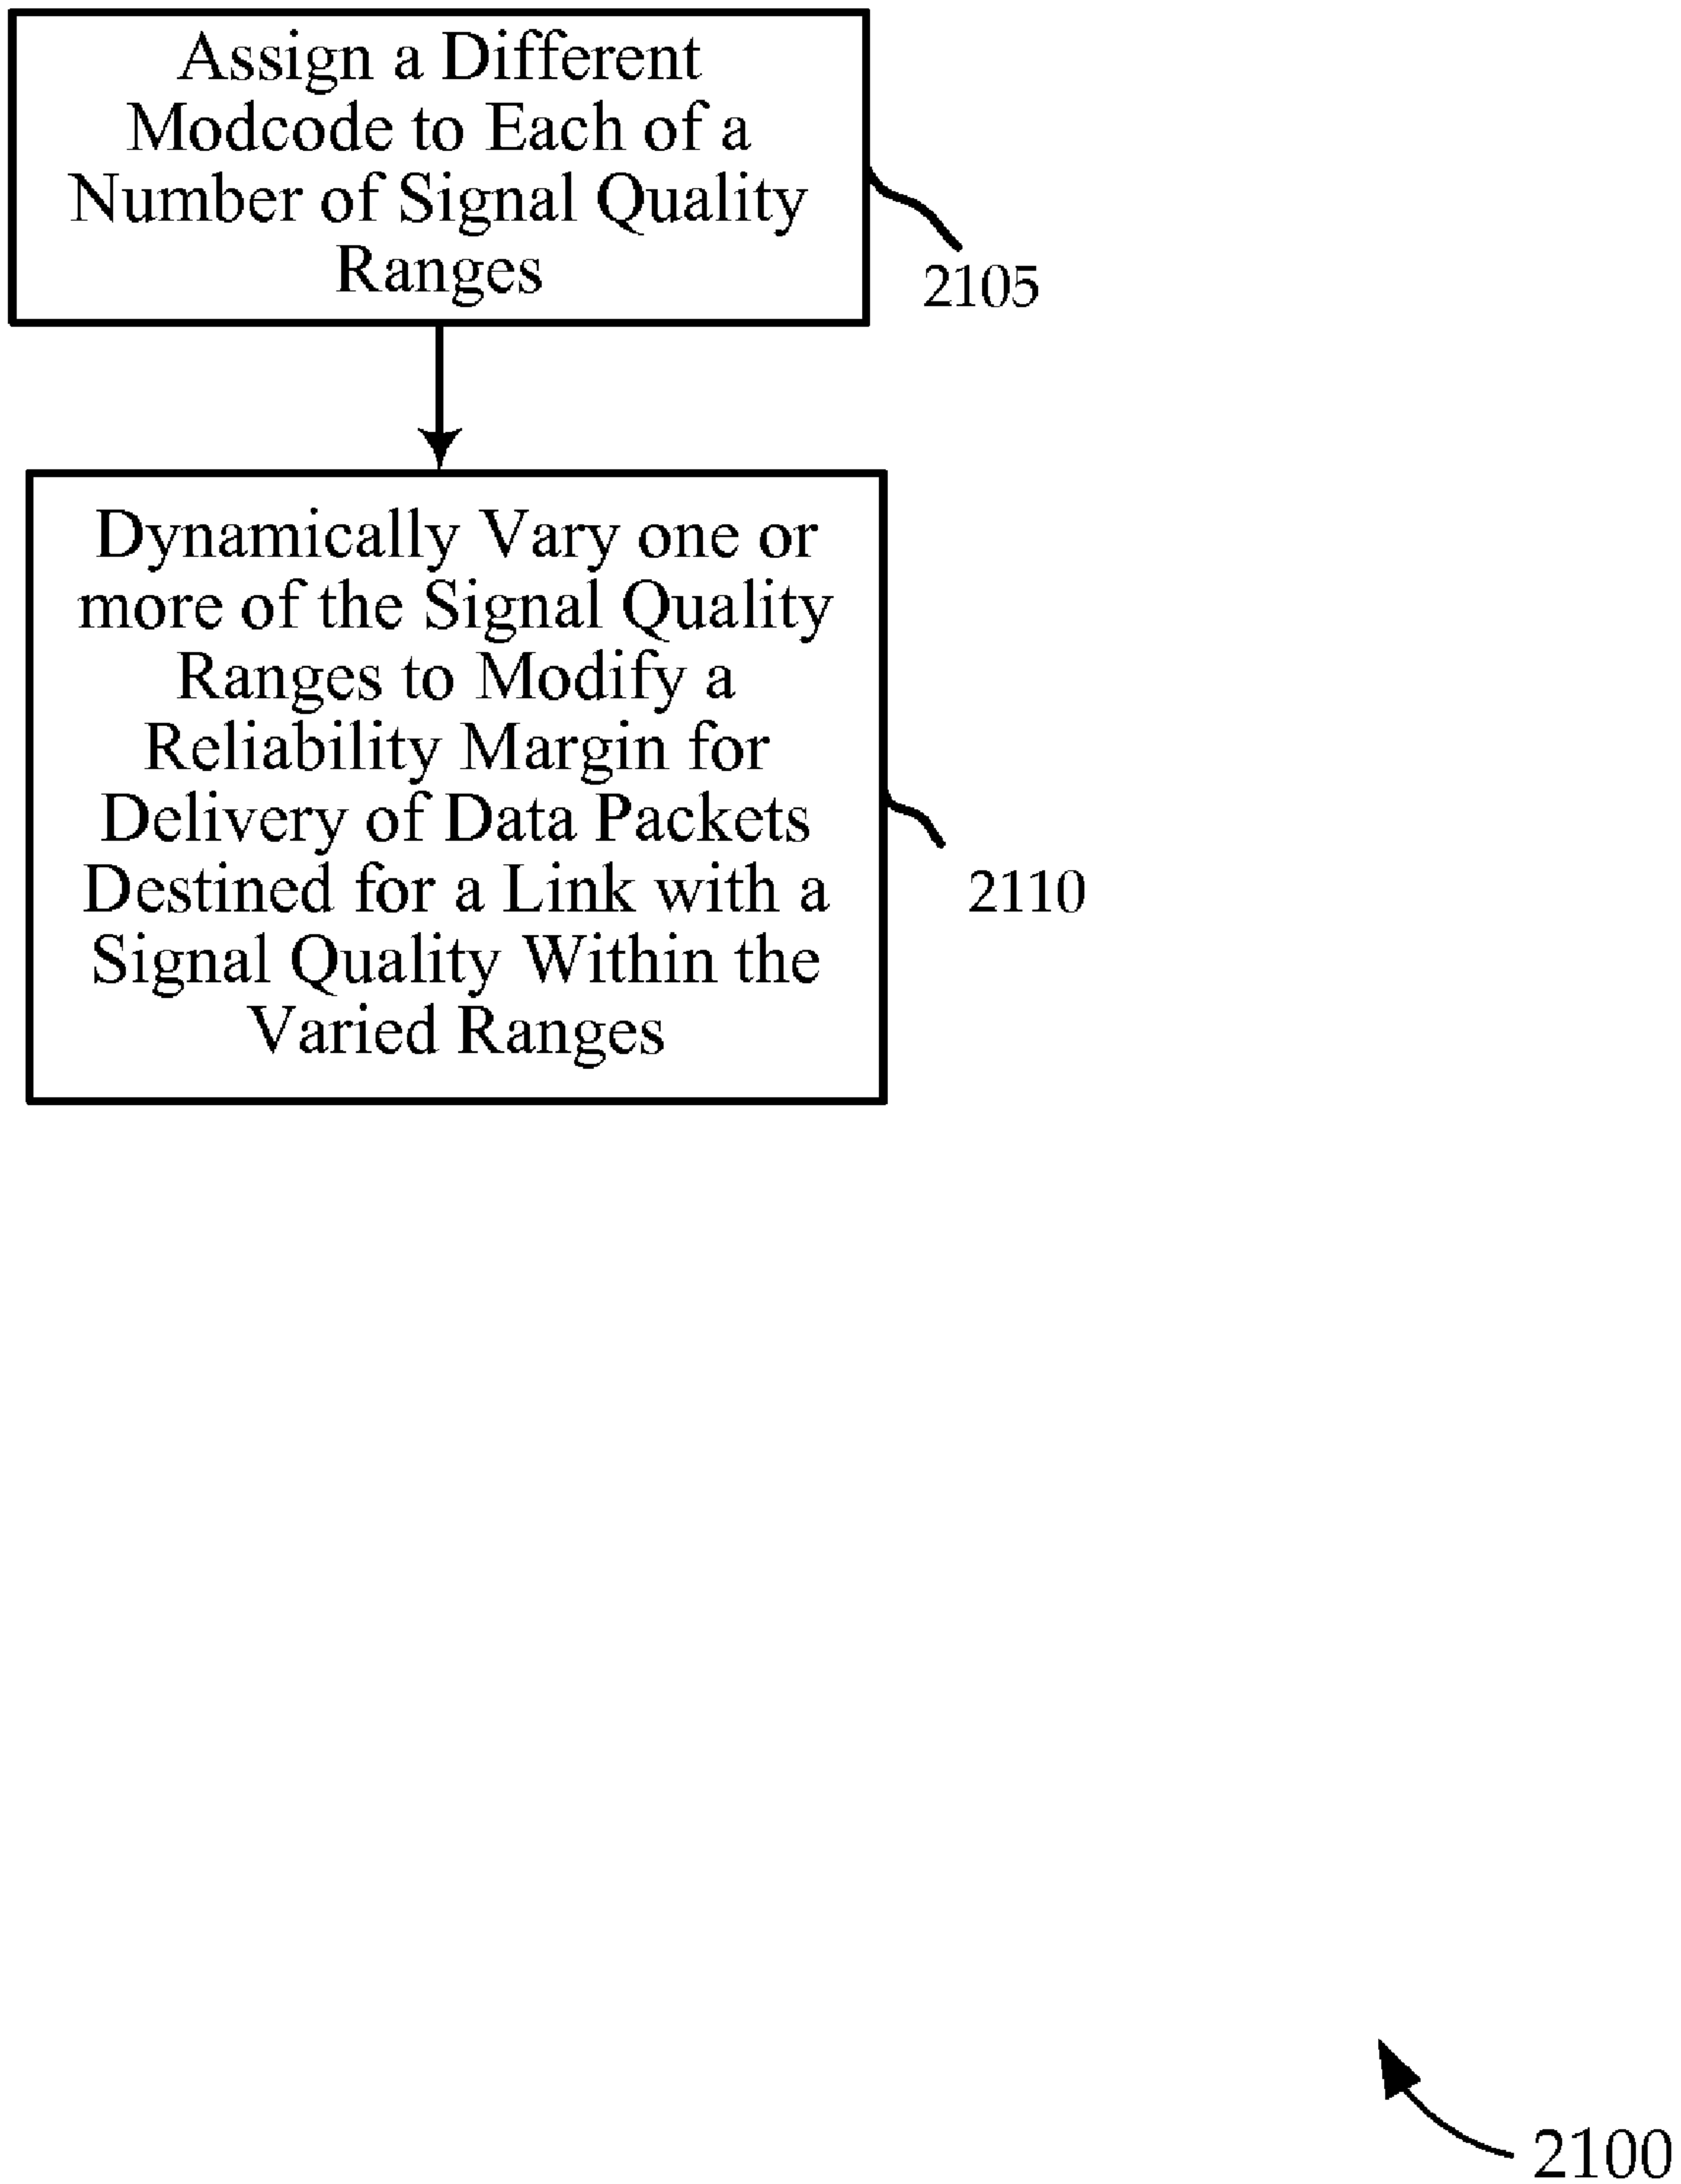 Assign a Different
Modcode to Each of a
Number of Signal Quality
Ranges
2105
Dynamically Vary one or
more of the Signal Quality
Ranges to Modify a
Reliability Margin for
Delivery of Data Packets
Destined for a Link with a
Signal Quality Within the
Varied Ranges
2110
2100